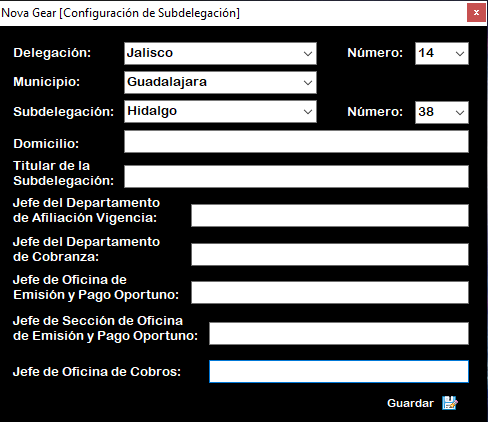 Nova Gear [Configuración de Subdelegación]
x
Delegación: Jalisco Número: 14
Municipio: Guadalajara
Subdelegación: Hidalgo Número: 38
Domicilio:
Titular de la
Subdelegación:
Jefe del Departamento
de Afiliación Vigencia:
Jefe del Departamento
de Cobranza:
Jefe de Oficina de
Emisión y Pago Oportuno:
Jefe de Sección de Oficina
de Emisión y Pago Oportuno:
Jefe de Oficina de Cobros:
Guardar